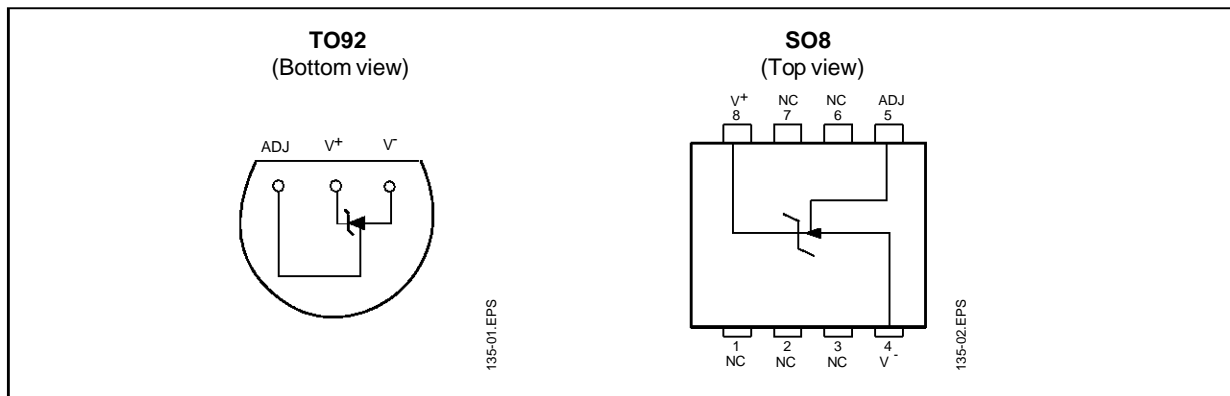 TO92
(Bottom view)
ADJ V+ V-
135-01.EPS
SO8
(Top view)
V+ NC NC ADJ
8 7 6 5
1 2 3 4
NC NC NC V-
135-02.EPS